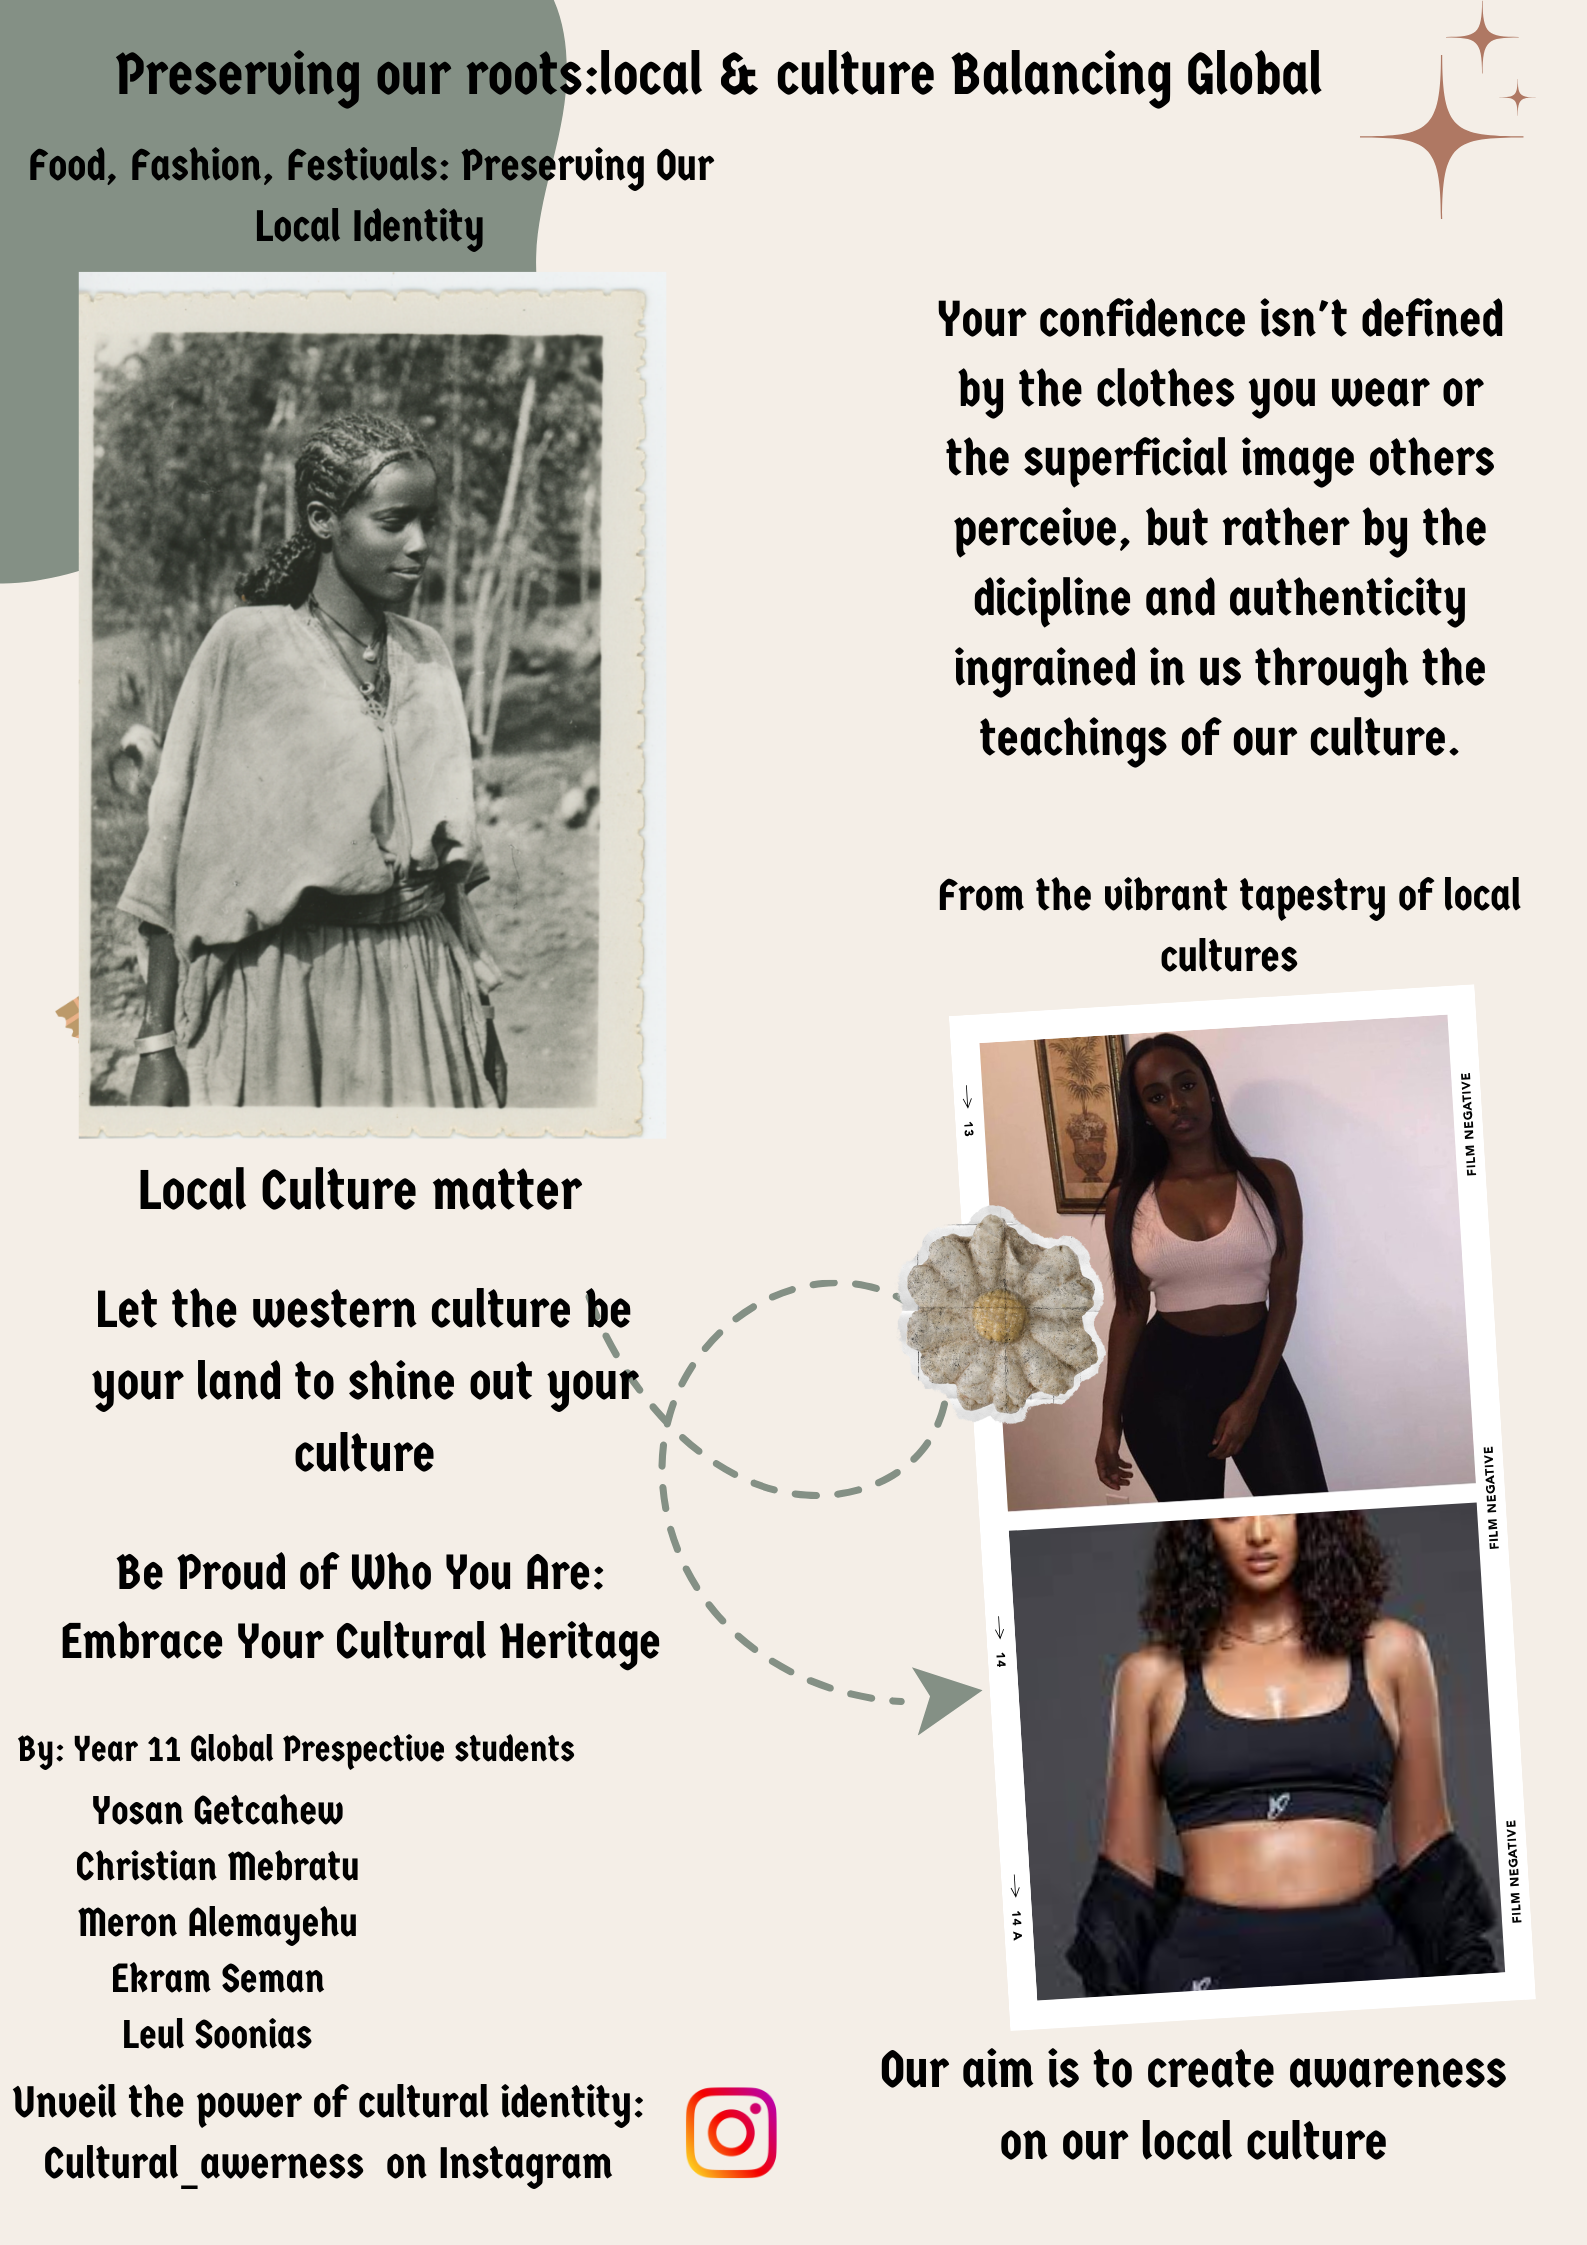 Preserving our roots:local & culture Balancing Global
Food, Fashion, Festivals: Preserving Our
Local Identity
Your confidence isn't defined
by the clothes you wear or
the superficial image others
perceive, but rather by the
dicipline and authenticity
ingrained in us through the
teachings of our culture.
From the vibrant tapestry of local
cultures
13
FILM NEGATIVE
FILM NEGATIVE
14
14 A
FILM NEGATIVE
Local Culture matter
Let the western culture be
your land to shine out your
culture
Be Proud of Who You Are:
Embrace Your Cultural Heritage
By: Year 11 Global Prespective students
Yosan Getcahew
Christian Mebratu
Meron Alemayehu
Ekram Seman
Leul Soonias
Unveil the power of cultural identity:
Cultural_awerness on Instagram
Our aim is to create awareness
on our local culture